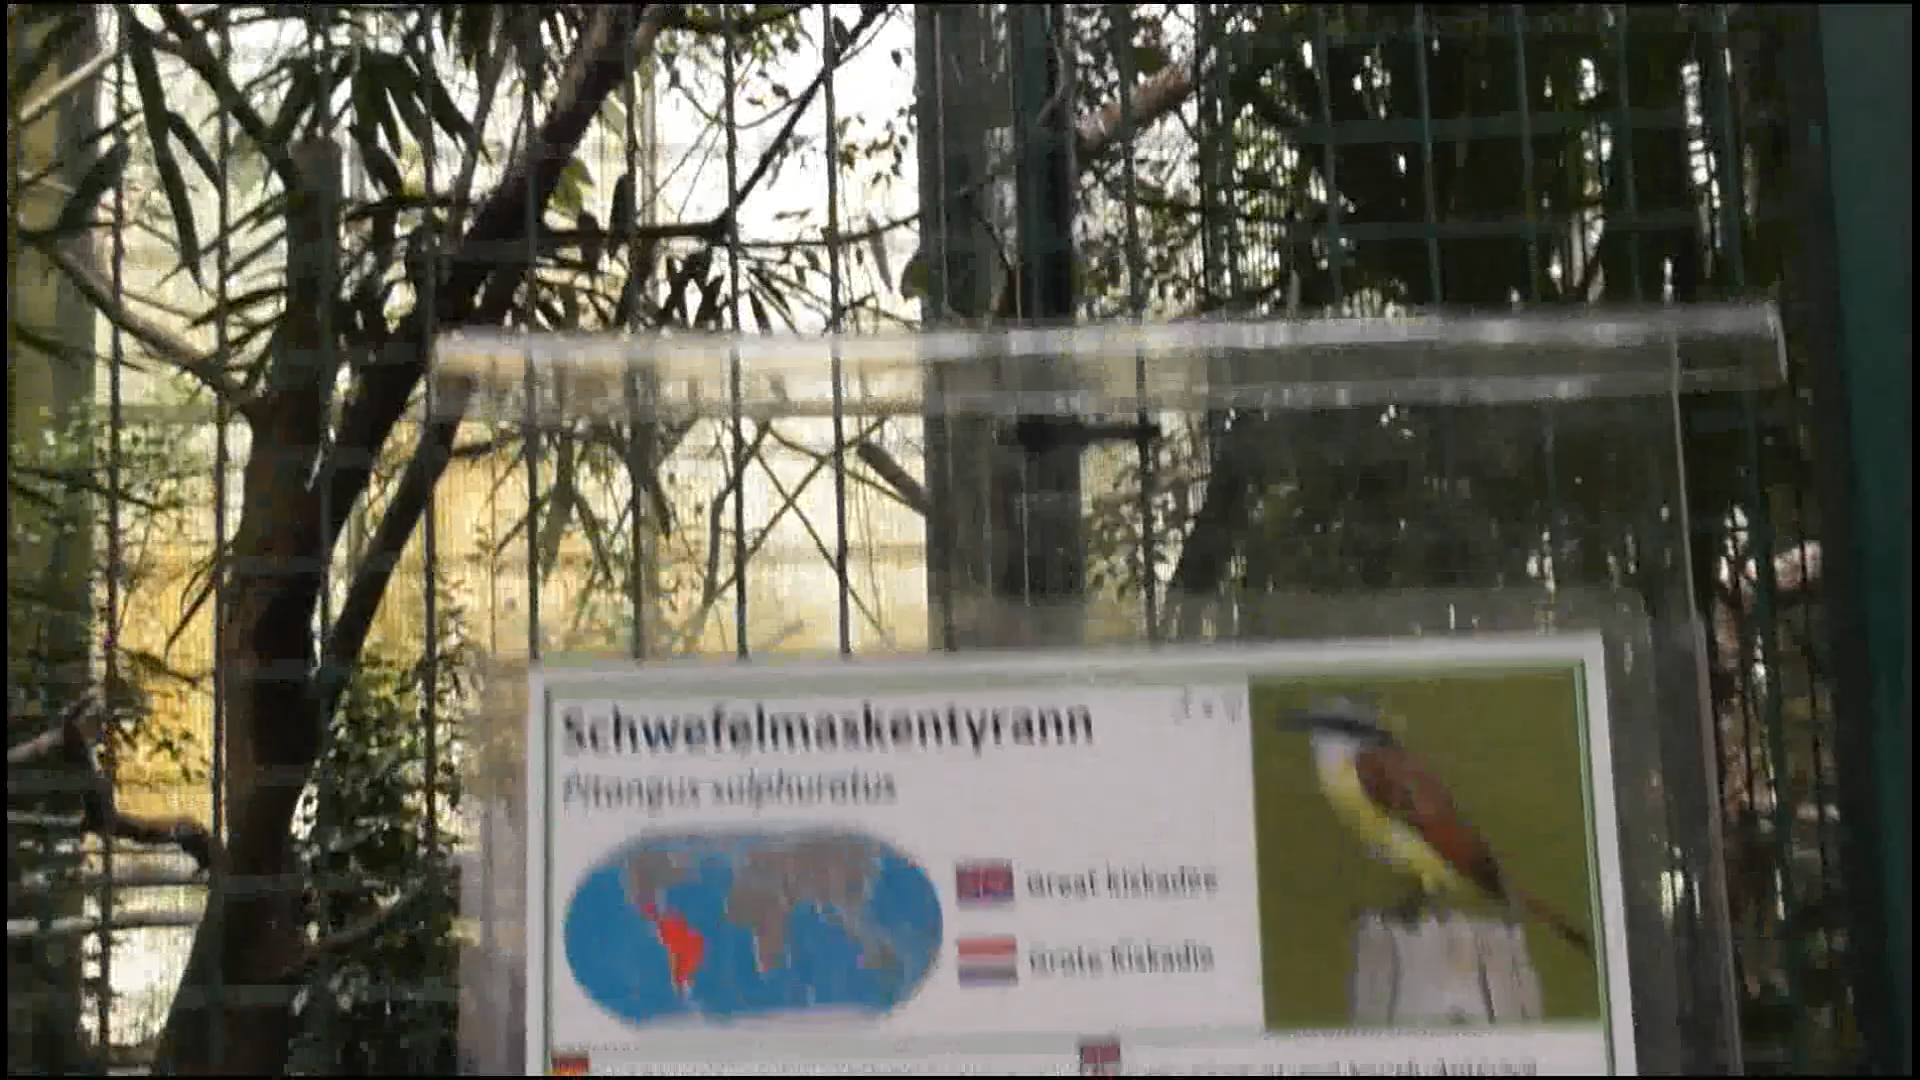 Schwefelmaskentyrann
Pitangus sulphuratus
Great kiskadee
Grote kiskadie